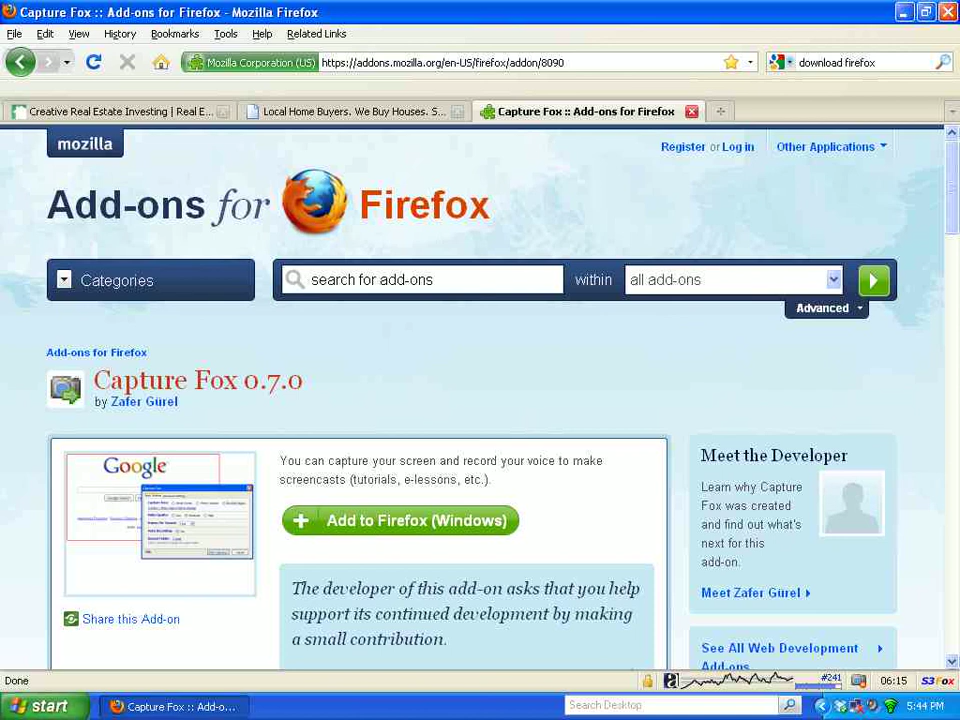 Capture Fox :: Add-ons for Firefox - Mozilla Firefox
File Edit View History Bookmarks Tools Help Related Links
Mozilla Corporation (US) https://addons.mozilla.org/en-US/firefox/addon/8090 download firefox
Creative Real Estate Investing | Real E... Local Home Buyers. We Buy Houses. S... Capture Fox :: Add-ons for Firefox
mozilla
Register or Log in Other Applications
Add-ons for Firefox
Categories search for add-ons within all add-ons
Advanced
Add-ons for Firefox
Capture Fox 0.7.0
by Zafer Gürel
Google
You can capture your screen and record your voice to make
screencasts (tutorials, e-lessons, etc.).
Add to Firefox (Windows)
The developer of this add-on asks that you help
support its continued development by making
a small contribution.
Share this Add-on
Meet the Developer
Learn why Capture
Fox was created
and find out what's
next for this
add-on.
Meet Zafer Gürel
See All Web Development
Add-ons
Done #241 06:15 S3Fox
start Capture Fox :: Add-o... Search Desktop 5:44 PM